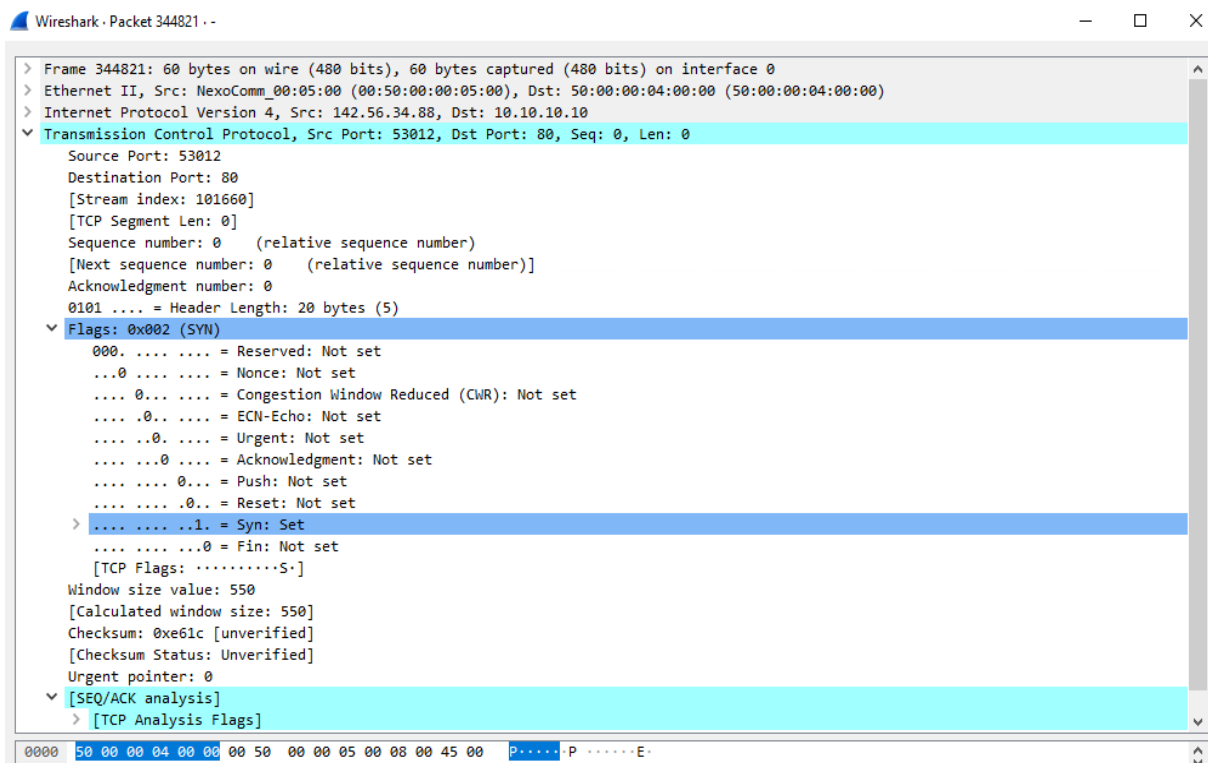 Wireshark · Packet 344821 · -
Frame 344821: 60 bytes on wire (480 bits), 60 bytes captured (480 bits) on interface 0
Ethernet II, Src: NexoComm_00:05:00 (00:50:00:00:05:00), Dst: 50:00:00:04:00:00 (50:00:00:04:00:00)
Internet Protocol Version 4, Src: 142.56.34.88, Dst: 10.10.10.10
Transmission Control Protocol, Src Port: 53012, Dst Port: 80, Seq: 0, Len: 0
Source Port: 53012
Destination Port: 80
[Stream index: 101660]
[TCP Segment Len: 0]
Sequence number: 0 (relative sequence number)
[Next sequence number: 0 (relative sequence number)]
Acknowledgment number: 0
0101 .... = Header Length: 20 bytes (5)
Flags: 0x002 (SYN)
000. .... .... = Reserved: Not set
...0 .... .... = Nonce: Not set
.... 0... .... = Congestion Window Reduced (CWR): Not set
.... .0.. .... = ECN-Echo: Not set
.... ..0. .... = Urgent: Not set
.... ...0 .... = Acknowledgment: Not set
.... .... 0... = Push: Not set
.... .... .0.. = Reset: Not set
.... .... ..1. = Syn: Set
.... .... ...0 = Fin: Not set
[TCP Flags: ··········S·]
Window size value: 550
[Calculated window size: 550]
Checksum: 0xe61c [unverified]
[Checksum Status: Unverified]
Urgent pointer: 0
[SEQ/ACK analysis]
[TCP Analysis Flags]
0000 50 00 00 04 00 00 00 50 00 00 05 00 08 00 45 00 P······P ······E·